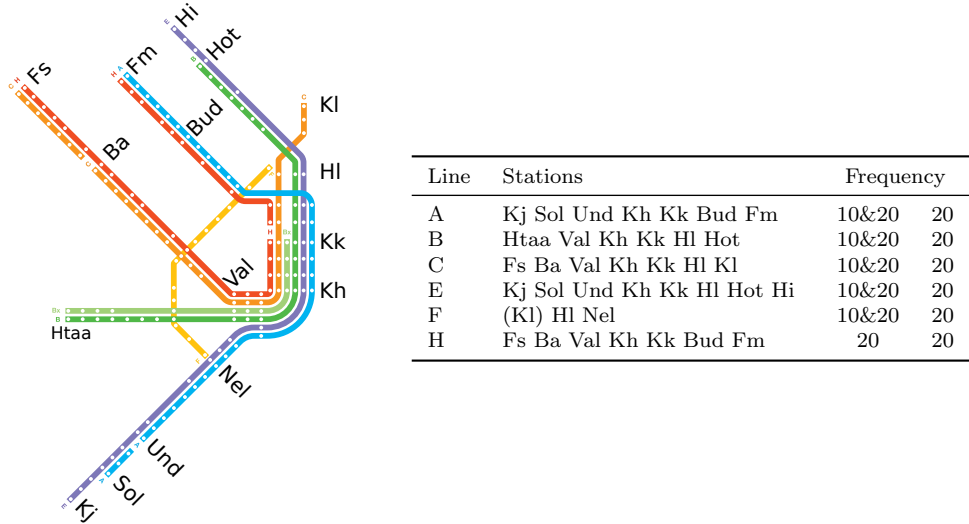 Hi
E
Hot
B
Fm
H
A
Fs
H
C
Bud
Kl
C
Ba
C
Hl
F
H
Bx
Kk
Val
Kh
Bx
B
Htaa
F
Nel
A
Und
A
Sol
E
Kj
Line Stations Frequency
A Kj Sol Und Kh Kk Bud Fm 10&20 20
B Htaa Val Kh Kk Hl Hot 10&20 20
C Fs Ba Val Kh Kk Hl Kl 10&20 20
E Kj Sol Und Kh Kk Hl Hot Hi 10&20 20
F (Kl) Hl Nel 10&20 20
H Fs Ba Val Kh Kk Bud Fm 20 20